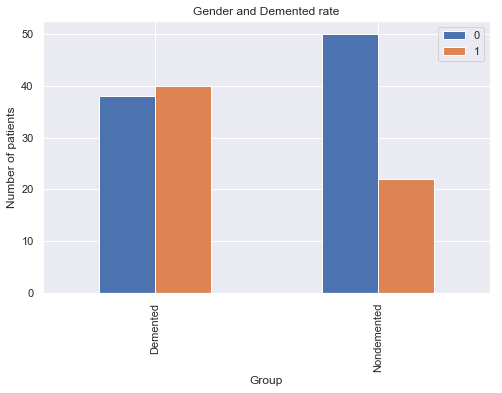 Gender and Demented rate
0
1
Number of patients
50
40
30
20
10
0
Demented
Nondemented
Group